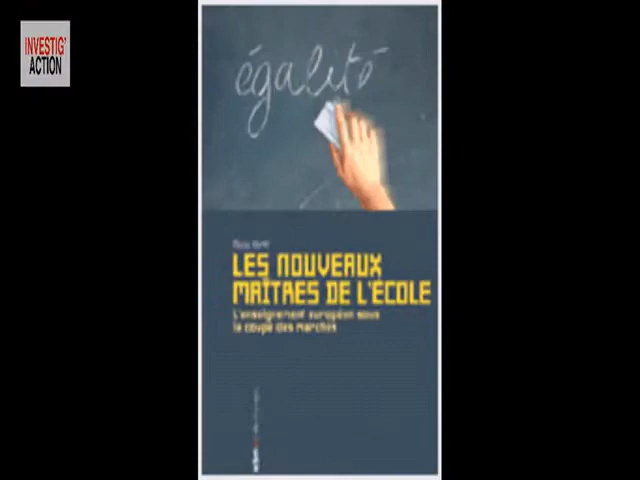 INVESTIG'
ACTION
égalité
LES NOUVEAUX
MAÎTRES DE L'ÉCOLE
L'enseignement européen sous
la coupe des marchés